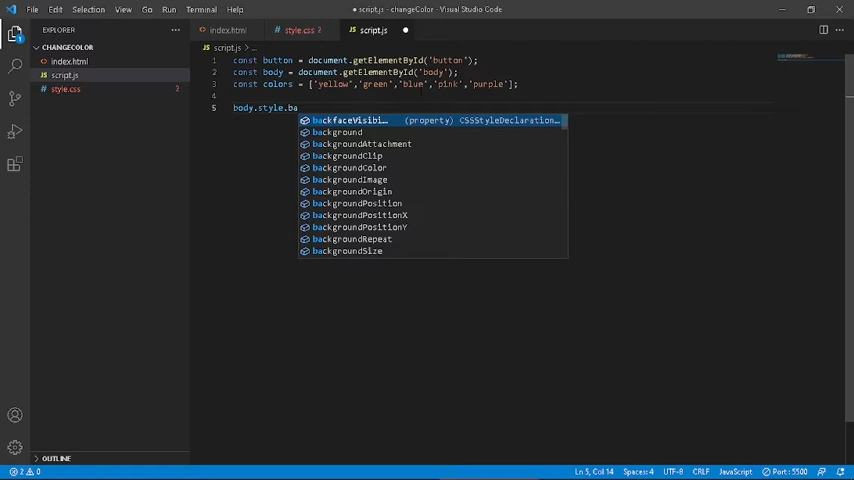 File Edit Selection View Go Run Terminal Help
● script.js - changeColor - Visual Studio Code
EXPLORER
index.html
style.css 2
script.js
CHANGECOLOR
script.js > ...
index.html
script.js
style.css 2
1 const button = document.getElementById('button');
2 const body = document.getElementById('body');
3 const colors = ['yellow','green','blue','pink','purple'];
4
5 body.style.ba
backfaceVisibi... (property) CSSStyleDeclaration...
background
backgroundAttachment
backgroundClip
backgroundColor
backgroundImage
backgroundOrigin
backgroundPosition
backgroundPositionX
backgroundPositionY
backgroundRepeat
backgroundSize
1
OUTLINE
2 0
Ln 5, Col 14 Spaces: 4 UTF-8 CRLF JavaScript Port : 5500